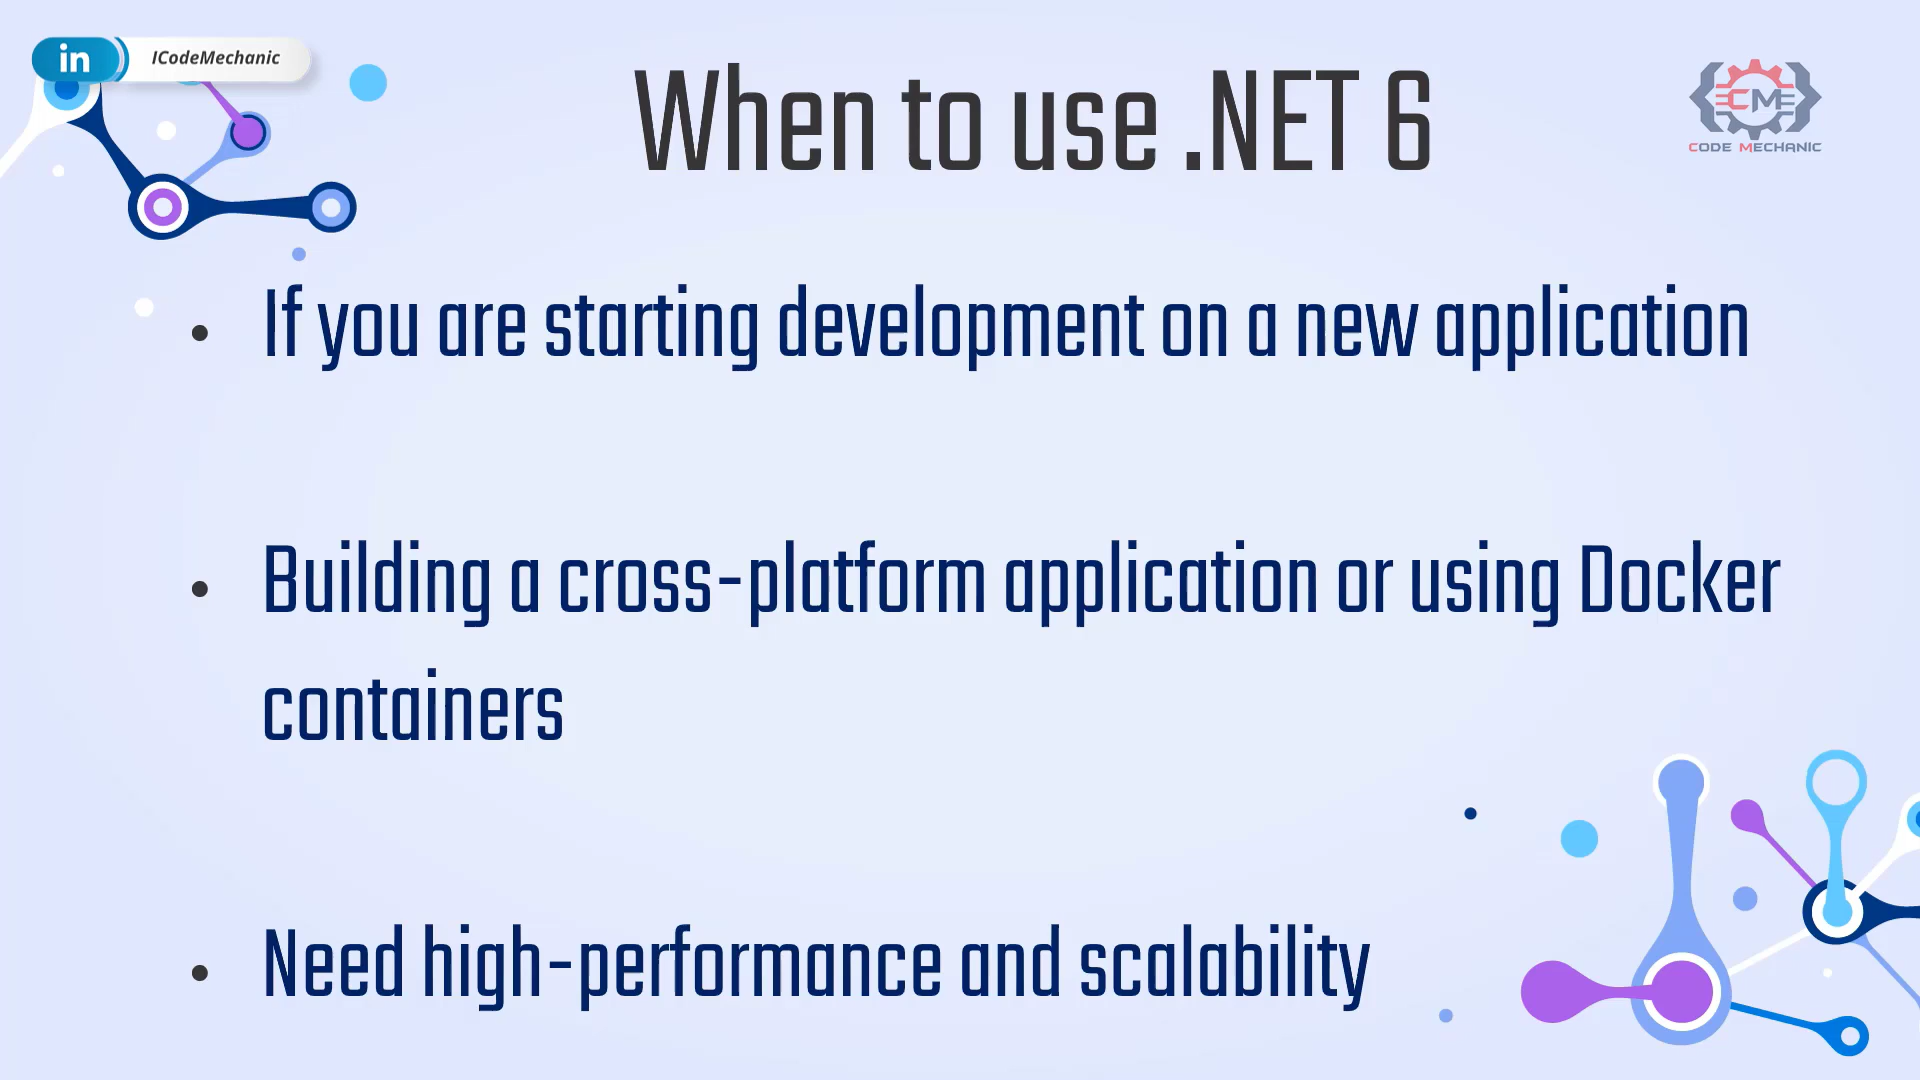 in ICodeMechanic
When to use .NET 6
CME
CODE MECHANIC
• If you are starting development on a new application
• Building a cross-platform application or using Docker
containers
• Need high-performance and scalability